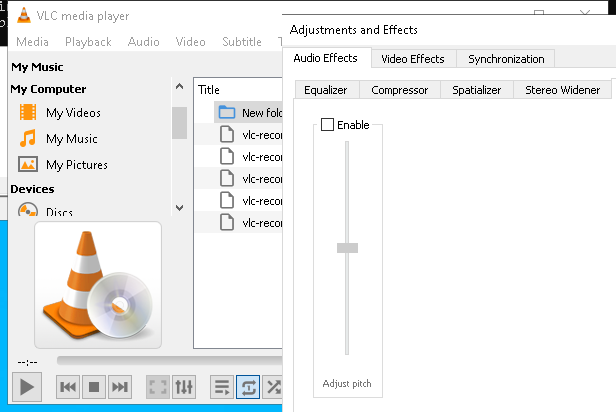 VLC media player
Media Playback Audio Video Subtitle
My Music
My Computer
My Videos
My Music
My Pictures
Devices
Discs
Title
New fold
vlc-recor
vlc-recor
vlc-recor
vlc-recor
vlc-recor
--:--
Adjustments and Effects
Audio Effects Video Effects Synchronization
Equalizer Compressor Spatializer Stereo Widener
Enable
Adjust pitch